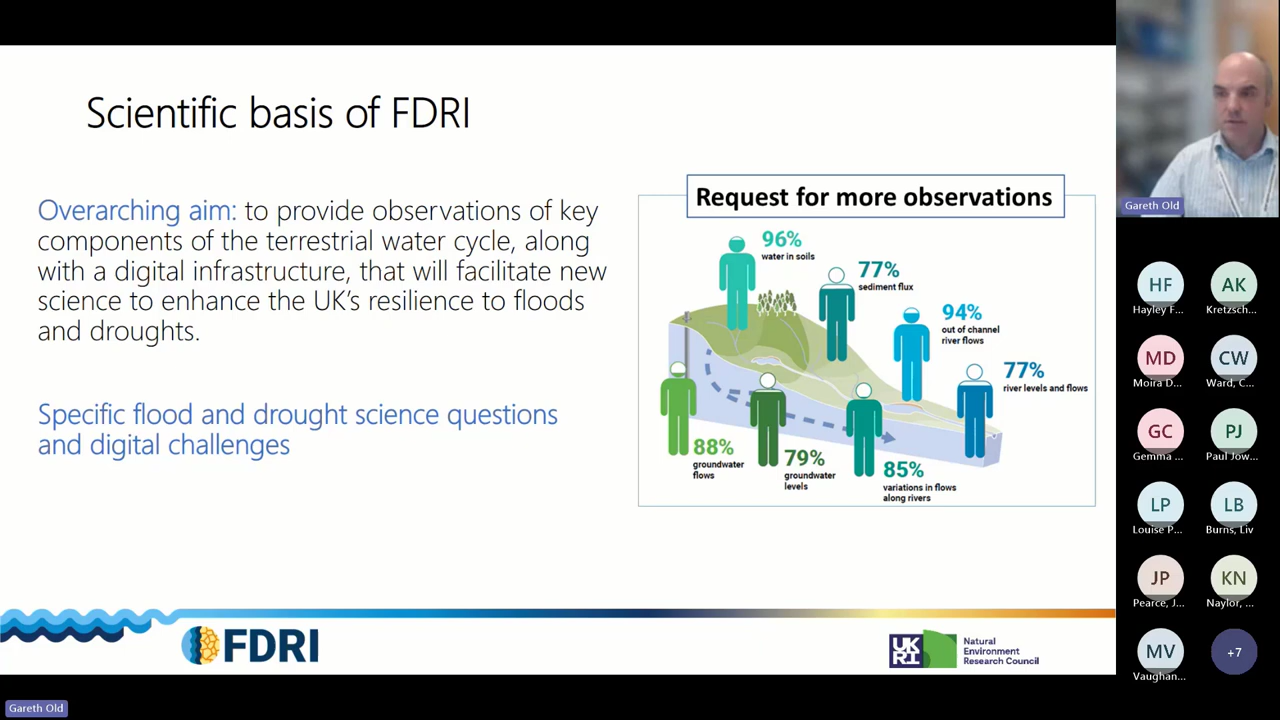 Scientific basis of FDRI
Overarching aim: to provide observations of key
components of the terrestrial water cycle, along
with a digital infrastructure, that will facilitate new
science to enhance the UK's resilience to floods
and droughts.
Specific flood and drought science questions
and digital challenges
Request for more observations
96%
water in soils
77%
sediment flux
94%
out of channel
river flows
77%
river levels and flows
88%
groundwater
flows
79%
groundwater
levels
85%
variations in flows
along rivers
FDRI
UK
RI
Natural
Environment
Research Council
Gareth Old
HF
Hayley F...
AK
Kretzsch...
MD
Moira D...
CW
Ward, C...
GC
Gemma ...
PJ
Paul Jow...
LP
Louise P...
LB
Burns, Liv
JP
Pearce, J...
KN
Naylor, ...
MV
Vaughan...
+7
Gareth Old